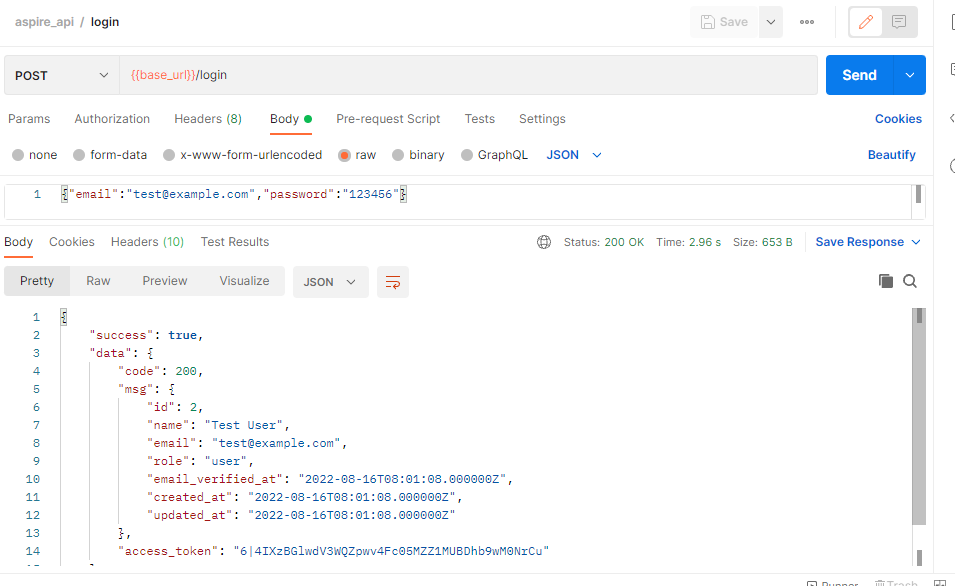 aspire_api / login
Save
POST
{{base_url}}/login
Send
Params Authorization Headers (8) Body Pre-request Script Tests Settings Cookies
none form-data x-www-form-urlencoded raw binary GraphQL JSON Beautify
1 {"email":"test@example.com","password":"123456"}
Body Cookies Headers (10) Test Results Status: 200 OK Time: 2.96 s Size: 653 B Save Response
Pretty Raw Preview Visualize JSON
1 {
2 "success": true,
3 "data": {
4 "code": 200,
5 "msg": {
6 "id": 2,
7 "name": "Test User",
8 "email": "test@example.com",
9 "role": "user",
10 "email_verified_at": "2022-08-16T08:01:08.000000Z",
11 "created_at": "2022-08-16T08:01:08.000000Z",
12 "updated_at": "2022-08-16T08:01:08.000000Z"
13 },
14 "access_token": "6|4IXzBGlwdV3WQZpwv4Fc05MZZ1MUBDhb9wM0NrCu"
Runner Trash